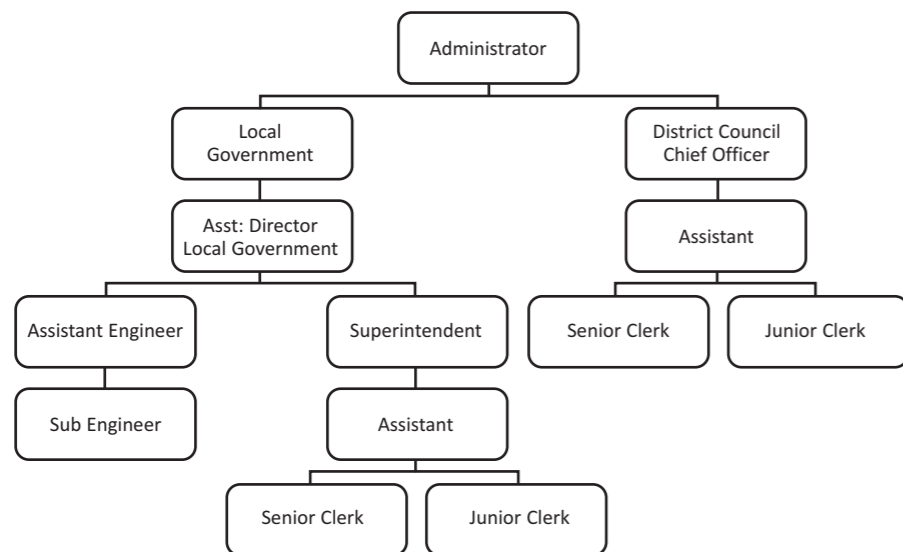 Administrator
Local
Government
District Council
Chief Officer
Asst: Director
Local Government
Assistant
Assistant Engineer
Superintendent
Senior Clerk
Junior Clerk
Sub Engineer
Assistant
Senior Clerk
Junior Clerk